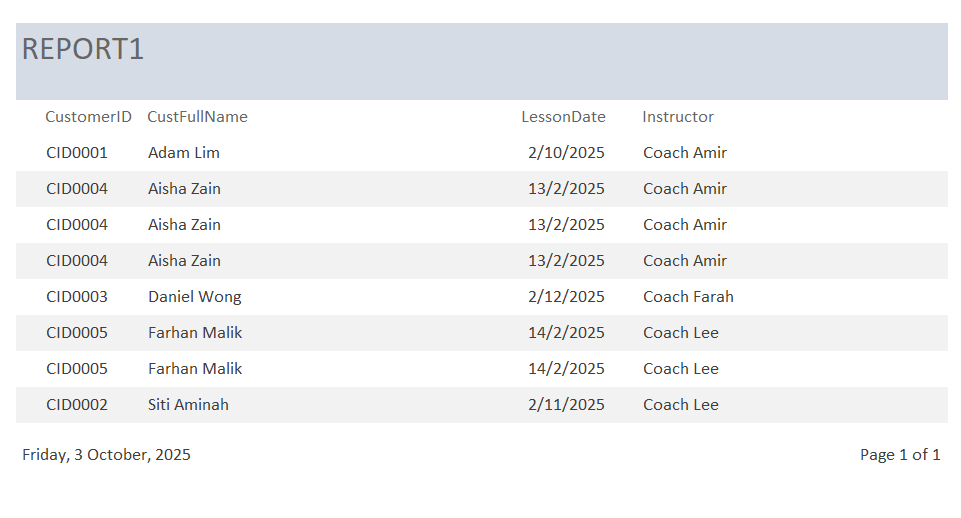 REPORT1
CustomerID CustFullName LessonDate Instructor
CID0001 Adam Lim 2/10/2025 Coach Amir
CID0004 Aisha Zain 13/2/2025 Coach Amir
CID0004 Aisha Zain 13/2/2025 Coach Amir
CID0004 Aisha Zain 13/2/2025 Coach Amir
CID0003 Daniel Wong 2/12/2025 Coach Farah
CID0005 Farhan Malik 14/2/2025 Coach Lee
CID0005 Farhan Malik 14/2/2025 Coach Lee
CID0002 Siti Aminah 2/11/2025 Coach Lee
Friday, 3 October, 2025 Page 1 of 1